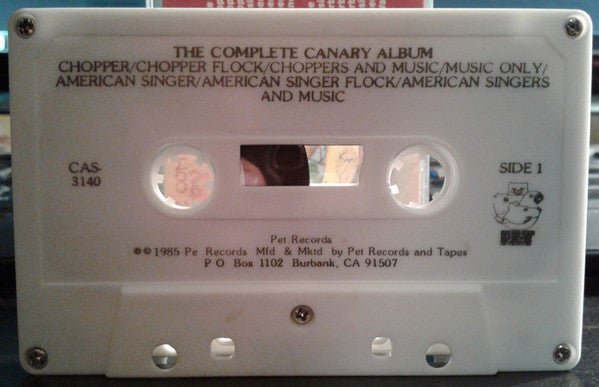 THE COMPLETE CANARY ALBUM
CHOPPER/CHOPPER FLOCK/CHOPPERS AND MUSIC/MUSIC ONLY/
AMERICAN SINGER/AMERICAN SINGER FLOCK/AMERICAN SINGERS
AND MUSIC
CAS-
3140
SIDE 1
Pet Records
℗© 1985 Pe Records Mfd & Mktd by Pet Records and Tapes
P O Box 1102 Burbank, CA 91507